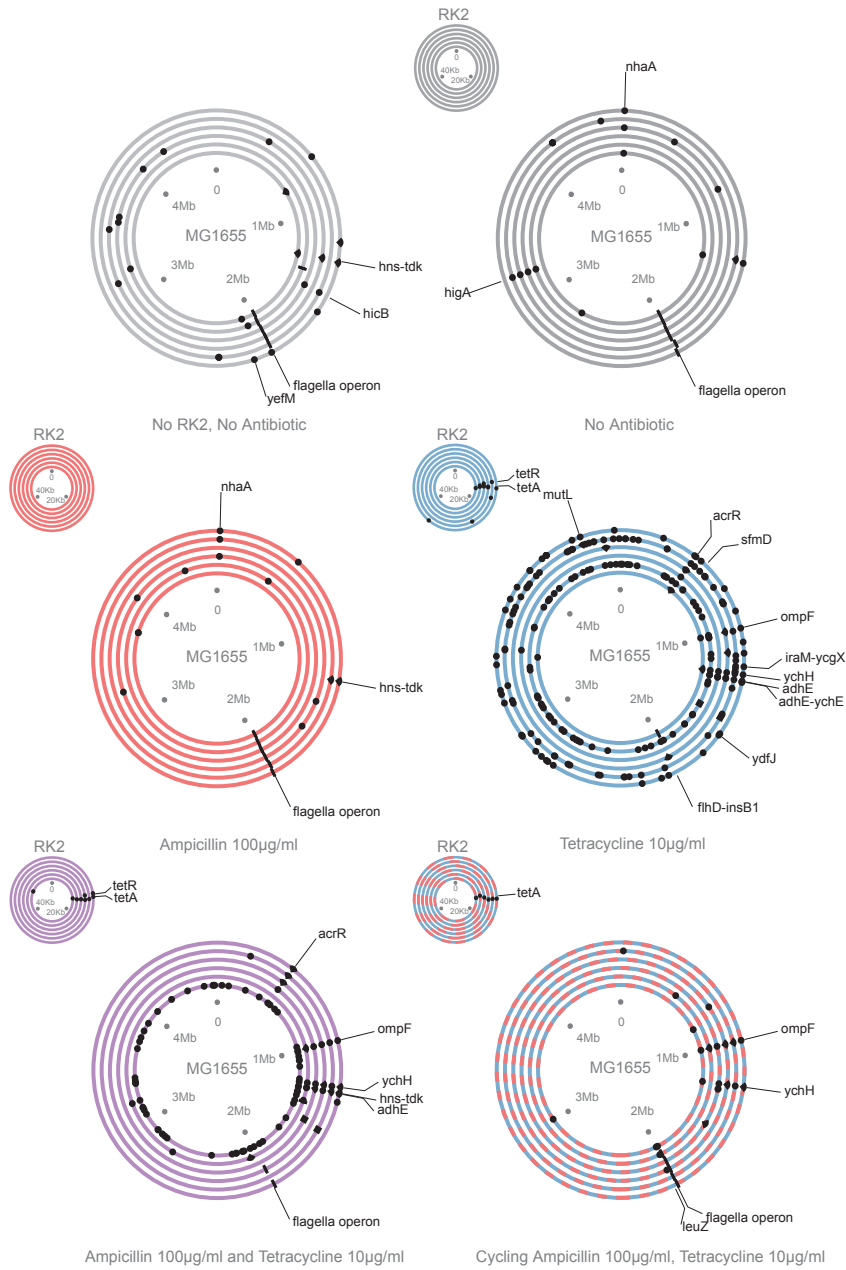 RK2
0
40Kb
20Kb
nhaA
0
4Mb
1Mb
MG1655
3Mb
2Mb
hns-tdk
hicB
flagella operon
yefM
No RK2, No Antibiotic
0
4Mb
1Mb
MG1655
3Mb
2Mb
higA
flagella operon
No Antibiotic
RK2
0
40Kb
20Kb
nhaA
0
4Mb
1Mb
MG1655
3Mb
2Mb
hns-tdk
flagella operon
Ampicillin 100µg/ml
RK2
0
40Kb
20Kb
tetR
tetA
mutL
acrR
sfmD
ompF
0
4Mb
1Mb
MG1655
3Mb
2Mb
iraM-ycgX
ychH
adhE
adhE-ychE
ydfJ
flhD-insB1
Tetracycline 10µg/ml
RK2
0
40Kb
20Kb
tetR
tetA
acrR
ompF
0
4Mb
1Mb
MG1655
3Mb
2Mb
ychH
hns-tdk
adhE
flagella operon
Ampicillin 100µg/ml and Tetracycline 10µg/ml
RK2
0
40Kb
20Kb
tetA
ompF
0
4Mb
1Mb
MG1655
3Mb
2Mb
ychH
flagella operon
leuZ
Cycling Ampicillin 100µg/ml, Tetracycline 10µg/ml